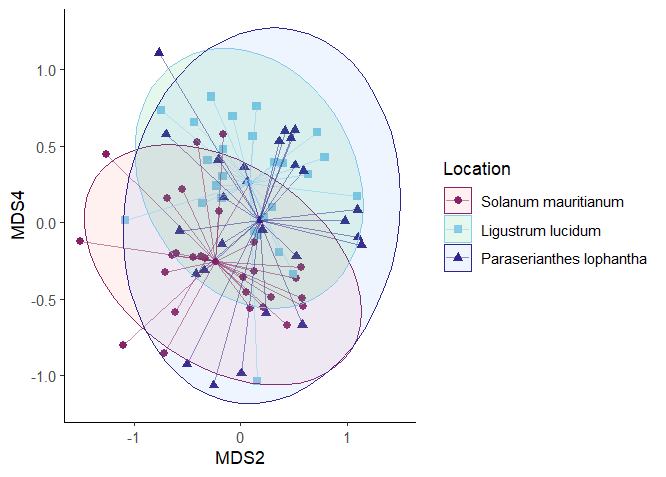 MDS4
1.0
0.5
0.0
-0.5
-1.0
-1
0
1
MDS2
Location
Solanum mauritianum
Ligustrum lucidum
Paraserianthes lophantha